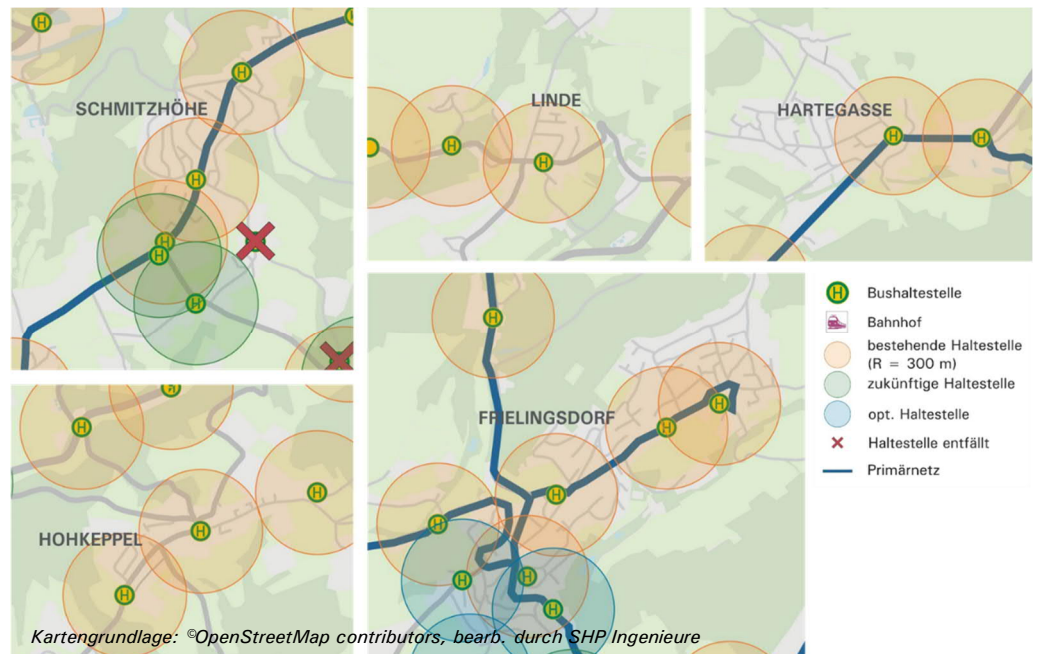 SCHMITZHÖHE
LINDE
HARTEGASSE
FRIELINGSDORF
HOHKEPPEL
H Bushaltestelle
Bahnhof
bestehende Haltestelle
(R = 300 m)
zukünftige Haltestelle
opt. Haltestelle
Haltestelle entfällt
Primärnetz
Kartengrundlage: ©OpenStreetMap contributors, bearb. durch SHP Ingenieure